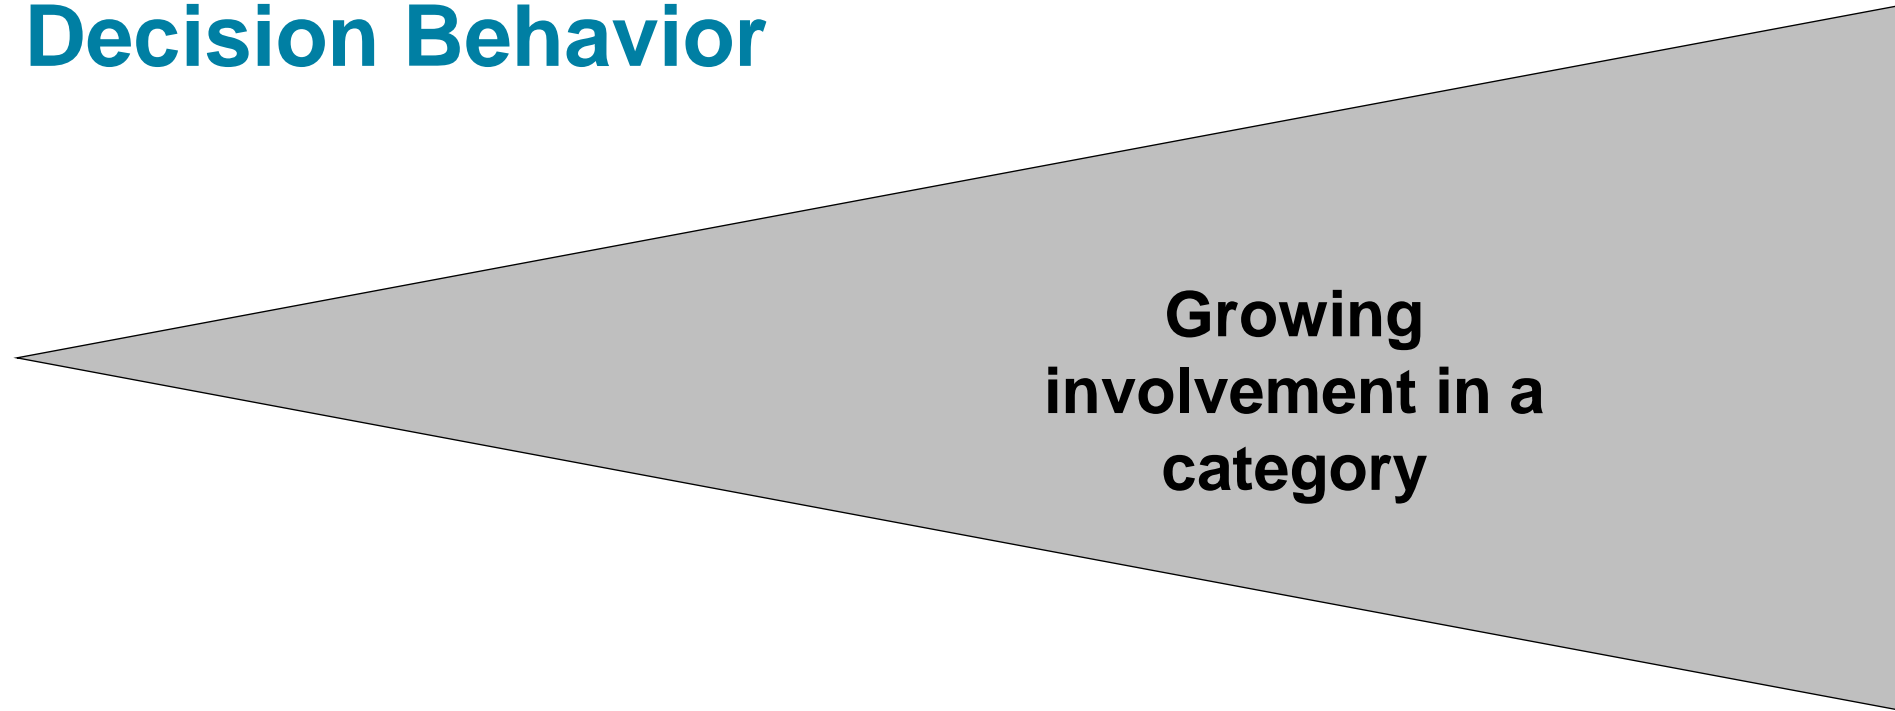 Decision Behavior
Growing
involvement in a
category